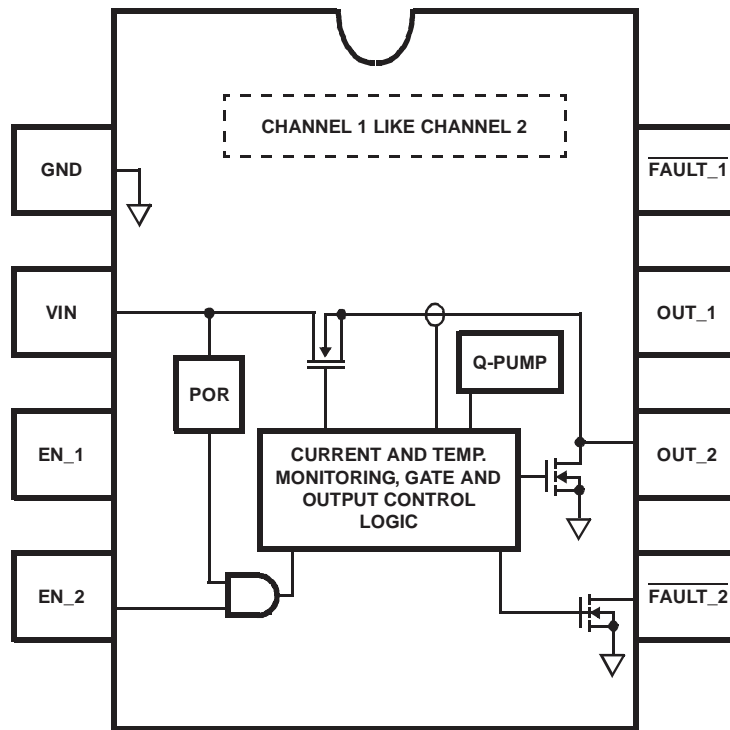 CHANNEL 1 LIKE CHANNEL 2
GND
FAULT_1
VIN
OUT_1
POR
Q-PUMP
EN_1
CURRENT AND TEMP.
MONITORING, GATE AND
OUTPUT CONTROL
LOGIC
OUT_2
EN_2
FAULT_2